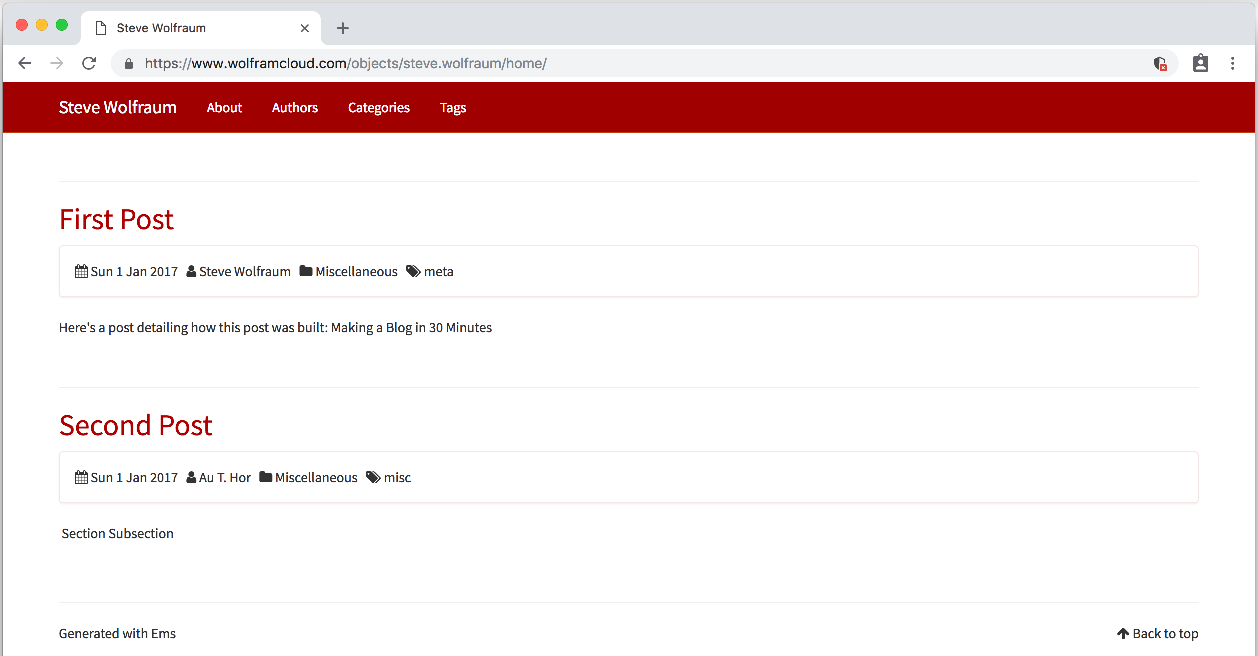 Steve Wolfraum
https://www.wolframcloud.com/objects/steve.wolfraum/home/
Steve Wolfraum About Authors Categories Tags
First Post
Sun 1 Jan 2017 Steve Wolfraum Miscellaneous meta
Here's a post detailing how this post was built: Making a Blog in 30 Minutes
Second Post
Sun 1 Jan 2017 Au T. Hor Miscellaneous misc
Section Subsection
Generated with Ems Back to top